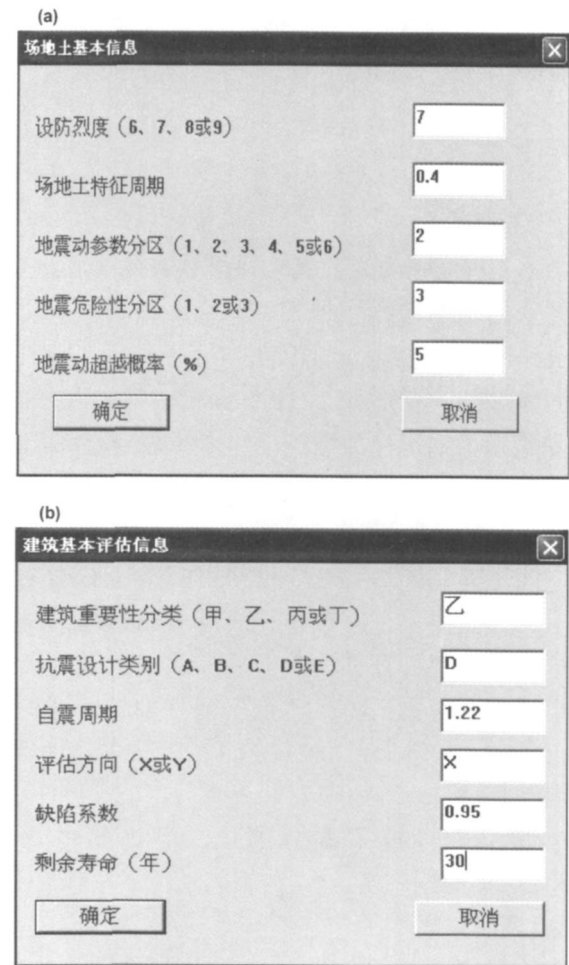 (a)
场地土基本信息
设防烈度（6、7、8或9） 7
场地土特征周期 0.4
地震动参数分区（1、2、3、4、5或6） 2
地震危险性分区（1、2或3） 3
地震动超越概率（%） 5
确定 取消
(b)
建筑基本评估信息
建筑重要性分类（甲、乙、丙或丁） 乙
抗震设计类别（A、B、C、D或E） D
自震周期 1.22
评估方向（X或Y） X
缺陷系数 0.95
剩余寿命（年） 30
确定 取消